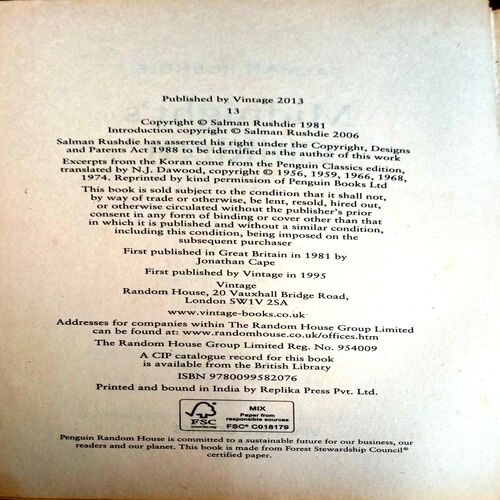 Published by Vintage 2013
13
Copyright © Salman Rushdie 1981
Introduction copyright © Salman Rushdie 2006
Salman Rushdie has asserted his right under the Copyright, Designs
and Patents Act 1988 to be identified as the author of this work
Excerpts from the Koran come from the Penguin Classics edition,
translated by N.J. Dawood, copyright © 1956, 1959, 1966, 1968,
1974. Reprinted by kind permission of Penguin Books Ltd
This book is sold subject to the condition that it shall not,
by way of trade or otherwise, be lent, resold, hired out,
or otherwise circulated without the publisher's prior
consent in any form of binding or cover other than that
in which it is published and without a similar condition,
including this condition, being imposed on the
subsequent purchaser
First published in Great Britain in 1981 by
Jonathan Cape
First published by Vintage in 1995
Vintage
Random House, 20 Vauxhall Bridge Road,
London SW1V 2SA
www.vintage-books.co.uk
Addresses for companies within The Random House Group Limited
can be found at: www.randomhouse.co.uk/offices.htm
The Random House Group Limited Reg. No. 954009
A CIP catalogue record for this book
is available from the British Library
ISBN 9780099582076
Printed and bound in India by Replika Press Pvt. Ltd.
FSC
www.fsc.org
MIX
Paper from
responsible sources
FSC® C018179
Penguin Random House is committed to a sustainable future for our business, our
readers and our planet. This book is made from Forest Stewardship Council®
certified paper.